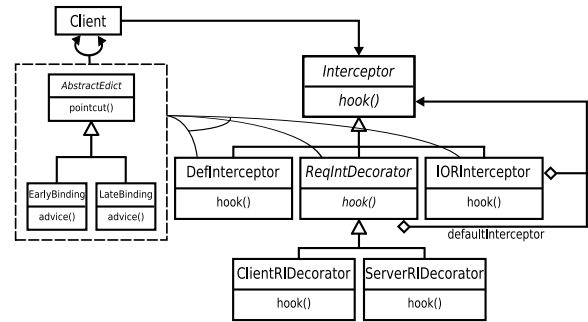 Client
Interceptor
hook()
AbstractEdict
pointcut()
EarlyBinding
advice()
LateBinding
advice()
DefInterceptor
hook()
ReqIntDecorator
hook()
IORInterceptor
hook()
defaultInterceptor
ClientRIDecorator
hook()
ServerRIDecorator
hook()